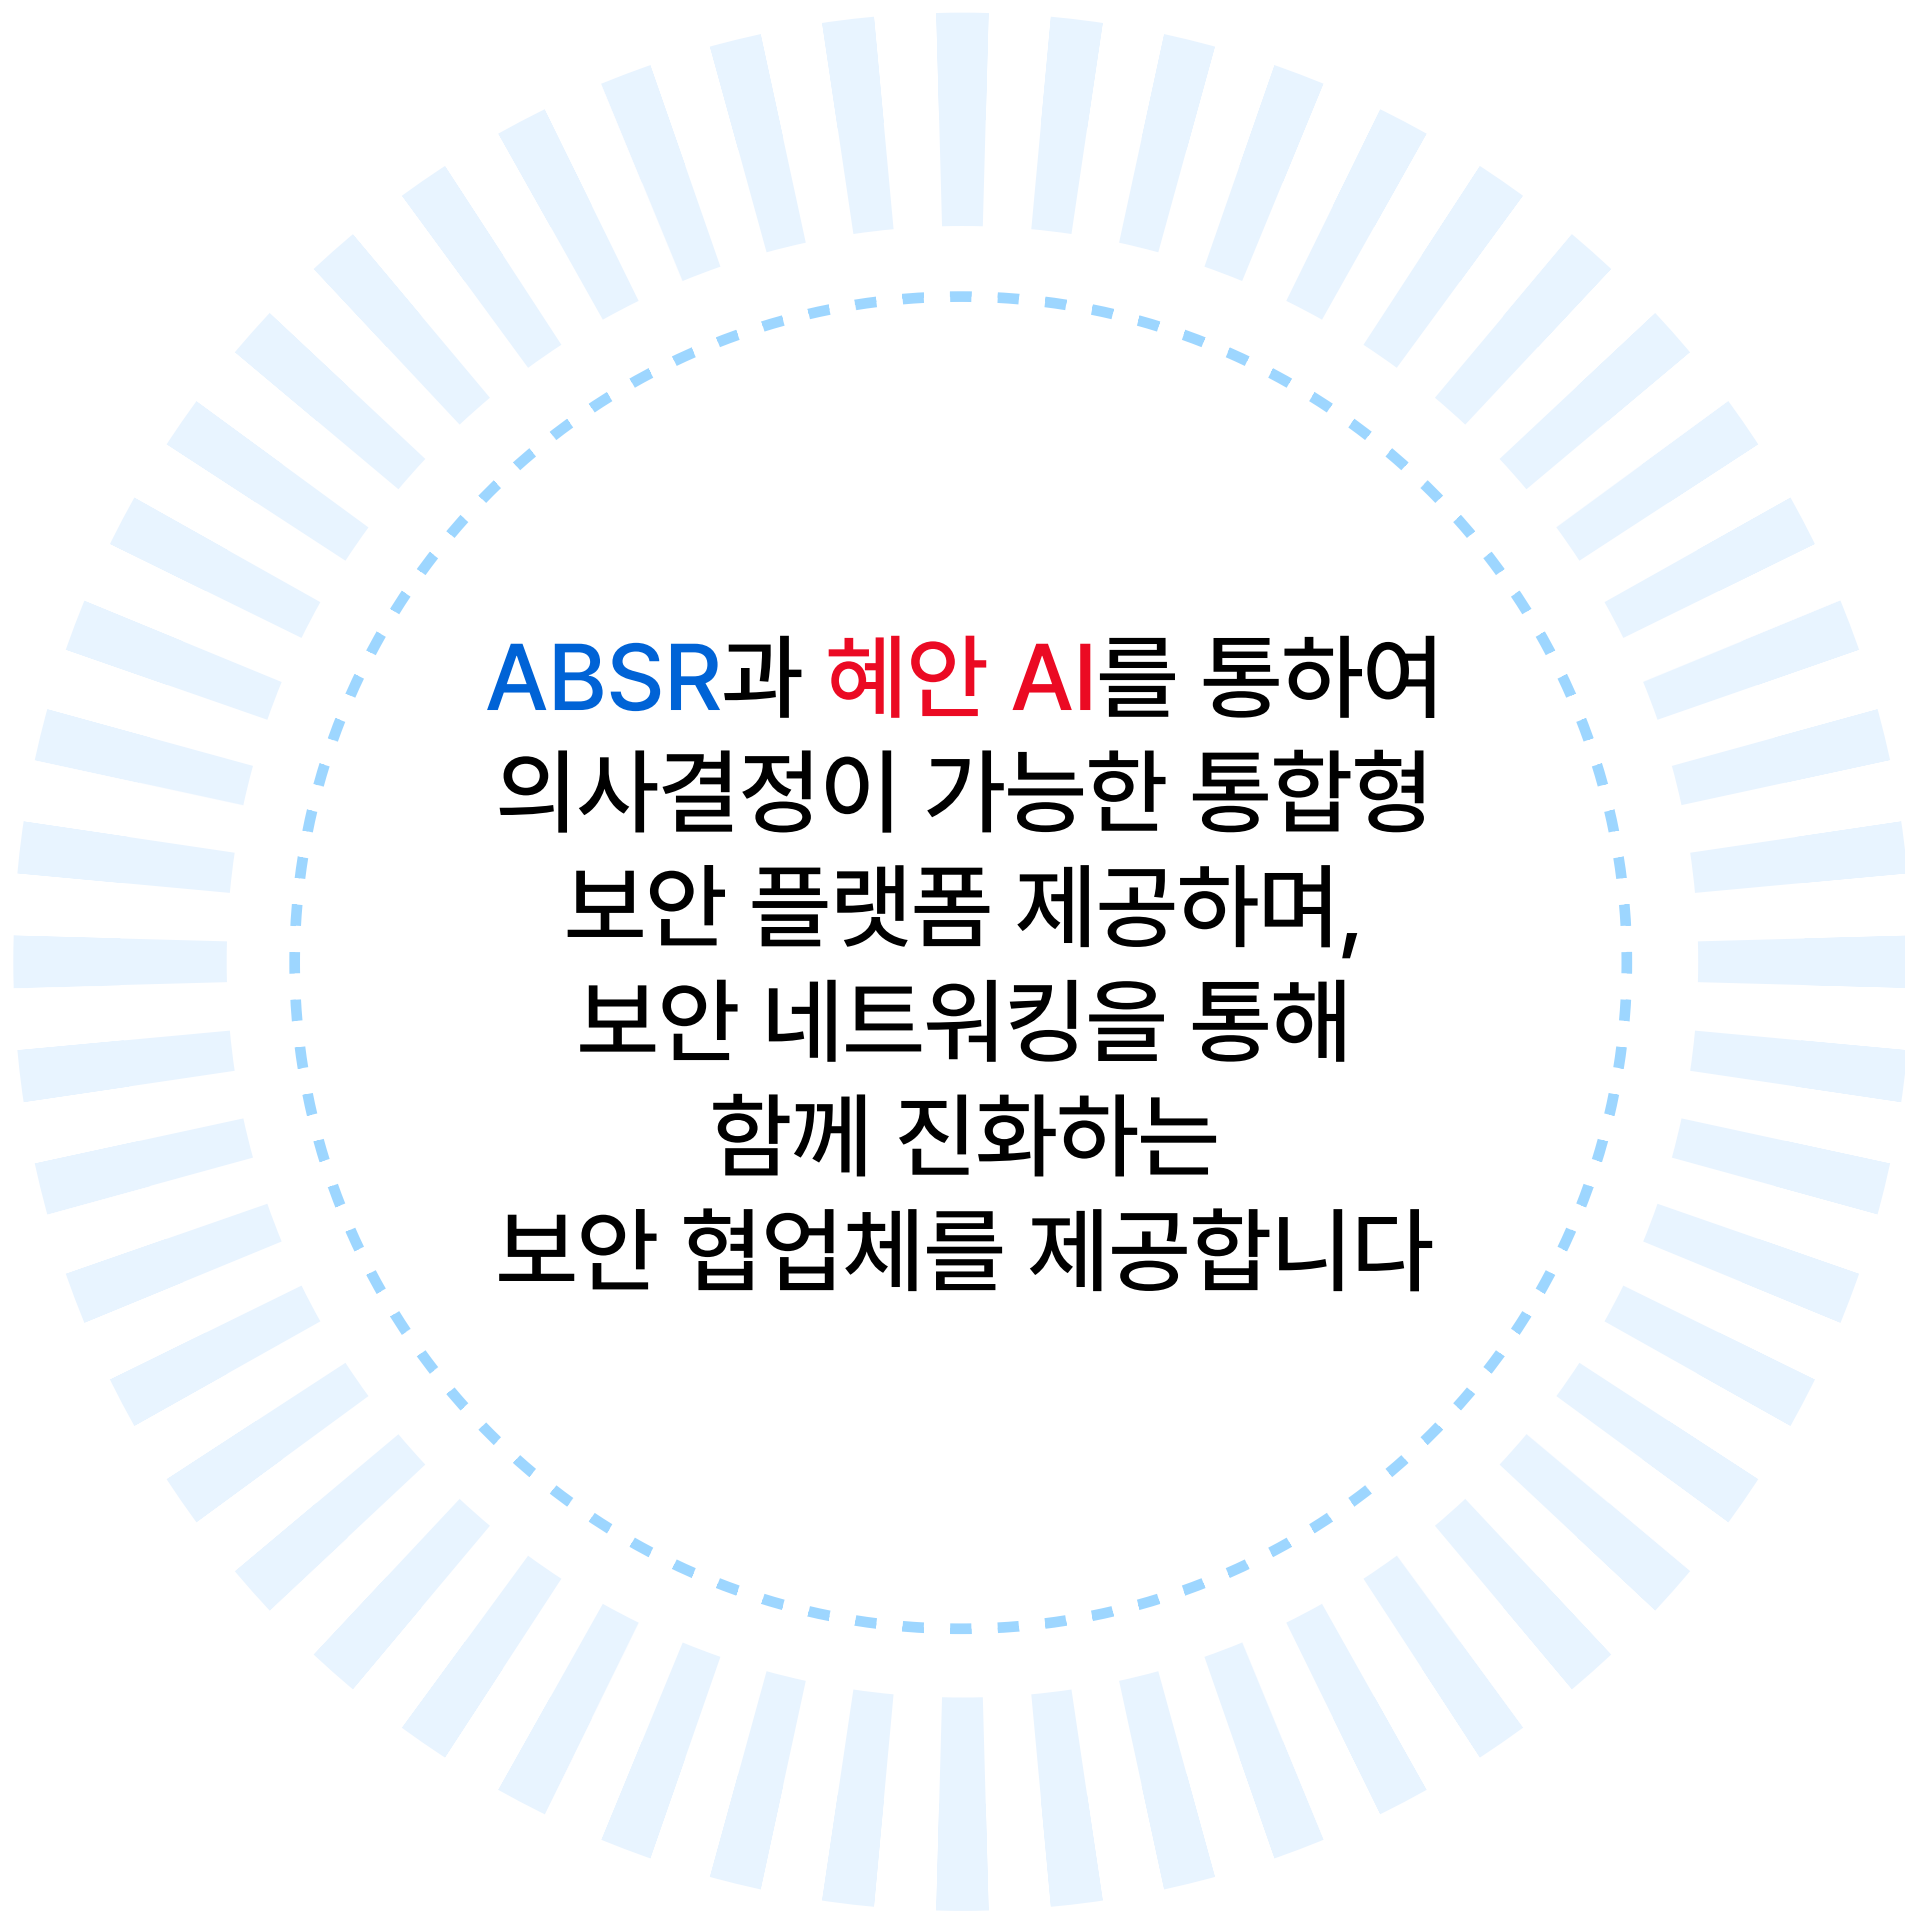 ABSR과 혜안 AI를 통하여
의사결정이 가능한 통합형
보안 플랫폼 제공하며,
보안 네트워킹을 통해
함께 진화하는
보안 협업체를 제공합니다